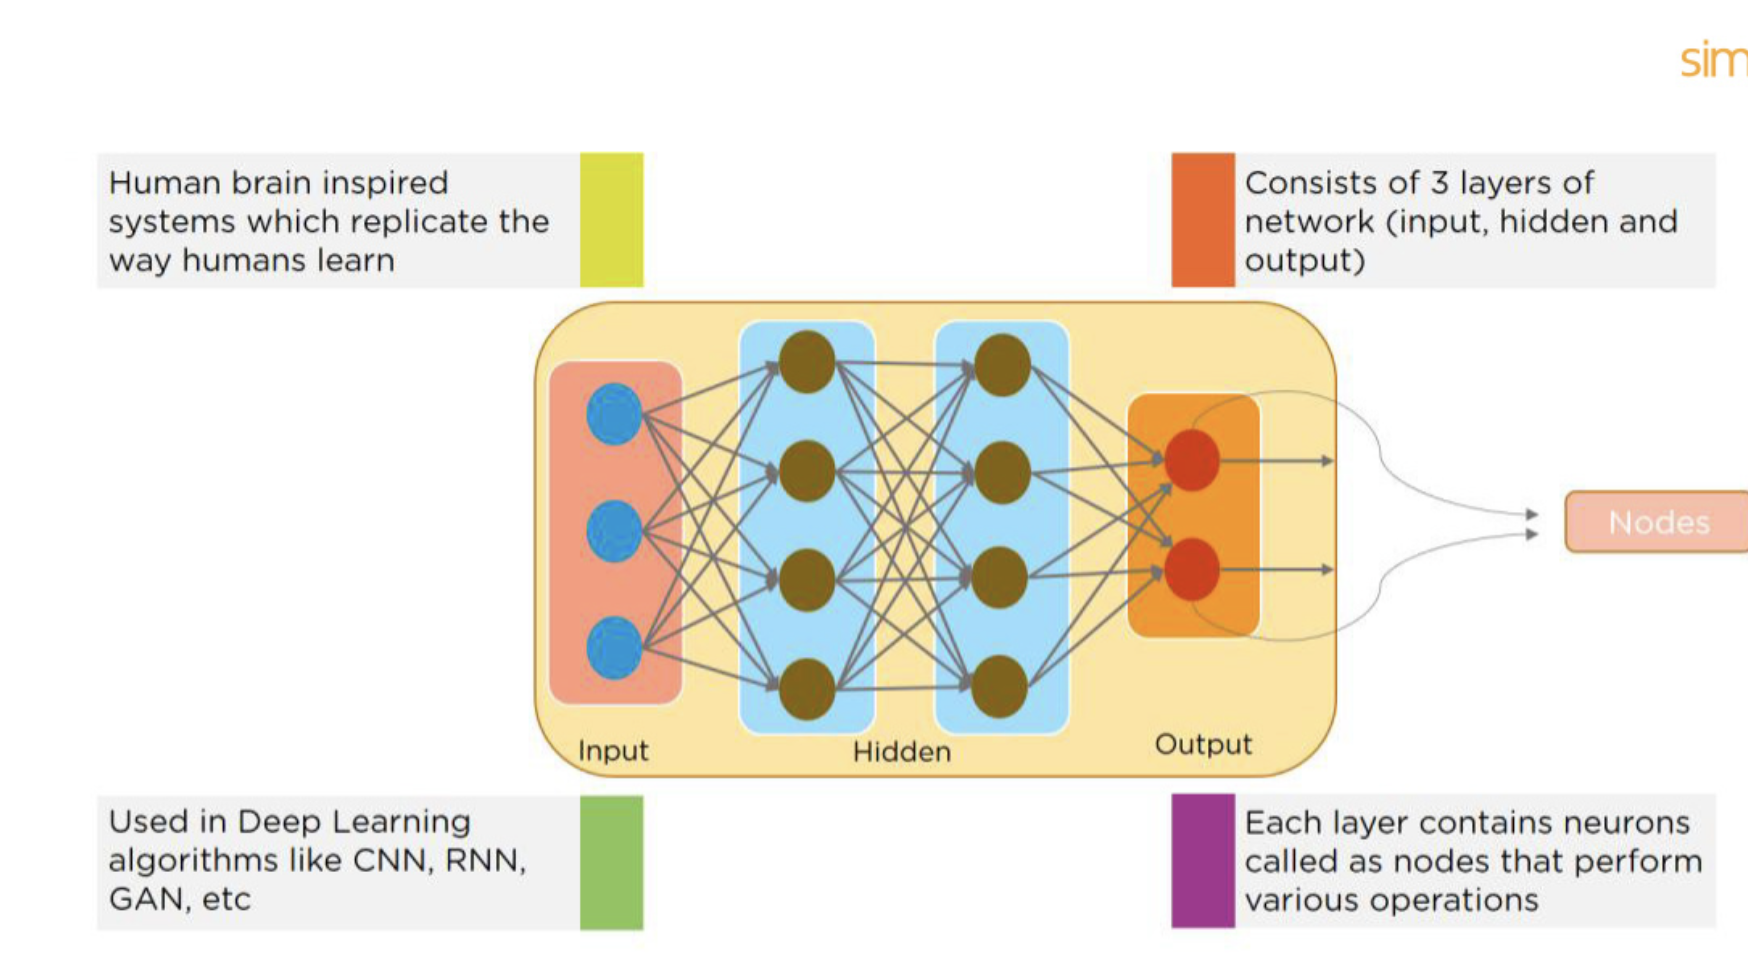 sim
Human brain inspired
systems which replicate the
way humans learn
Consists of 3 layers of
network (input, hidden and
output)
Nodes
Input
Hidden
Output
Used in Deep Learning
algorithms like CNN, RNN,
GAN, etc
Each layer contains neurons
called as nodes that perform
various operations